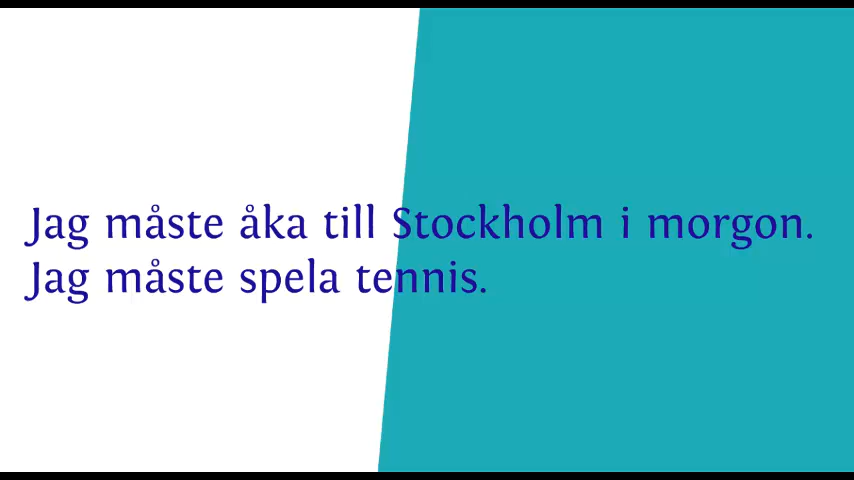 Jag måste åka till Stockholm i morgon.
Jag måste spela tennis.